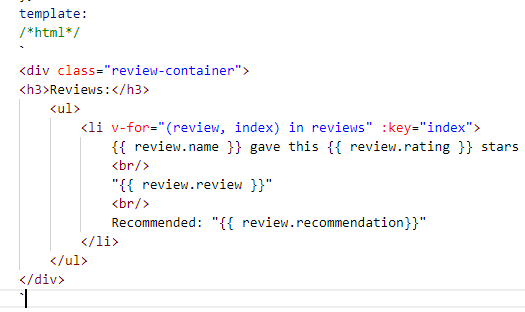 template:
/*html*/
`
<div class="review-container">
<h3>Reviews:</h3>
    <ul>
        <li v-for="(review, index) in reviews" :key="index">
            {{ review.name }} gave this {{ review.rating }} stars
            <br/>
            "{{ review.review }}"
            <br/>
            Recommended: "{{ review.recommendation}}"
        </li>
    </ul>
</div>
`